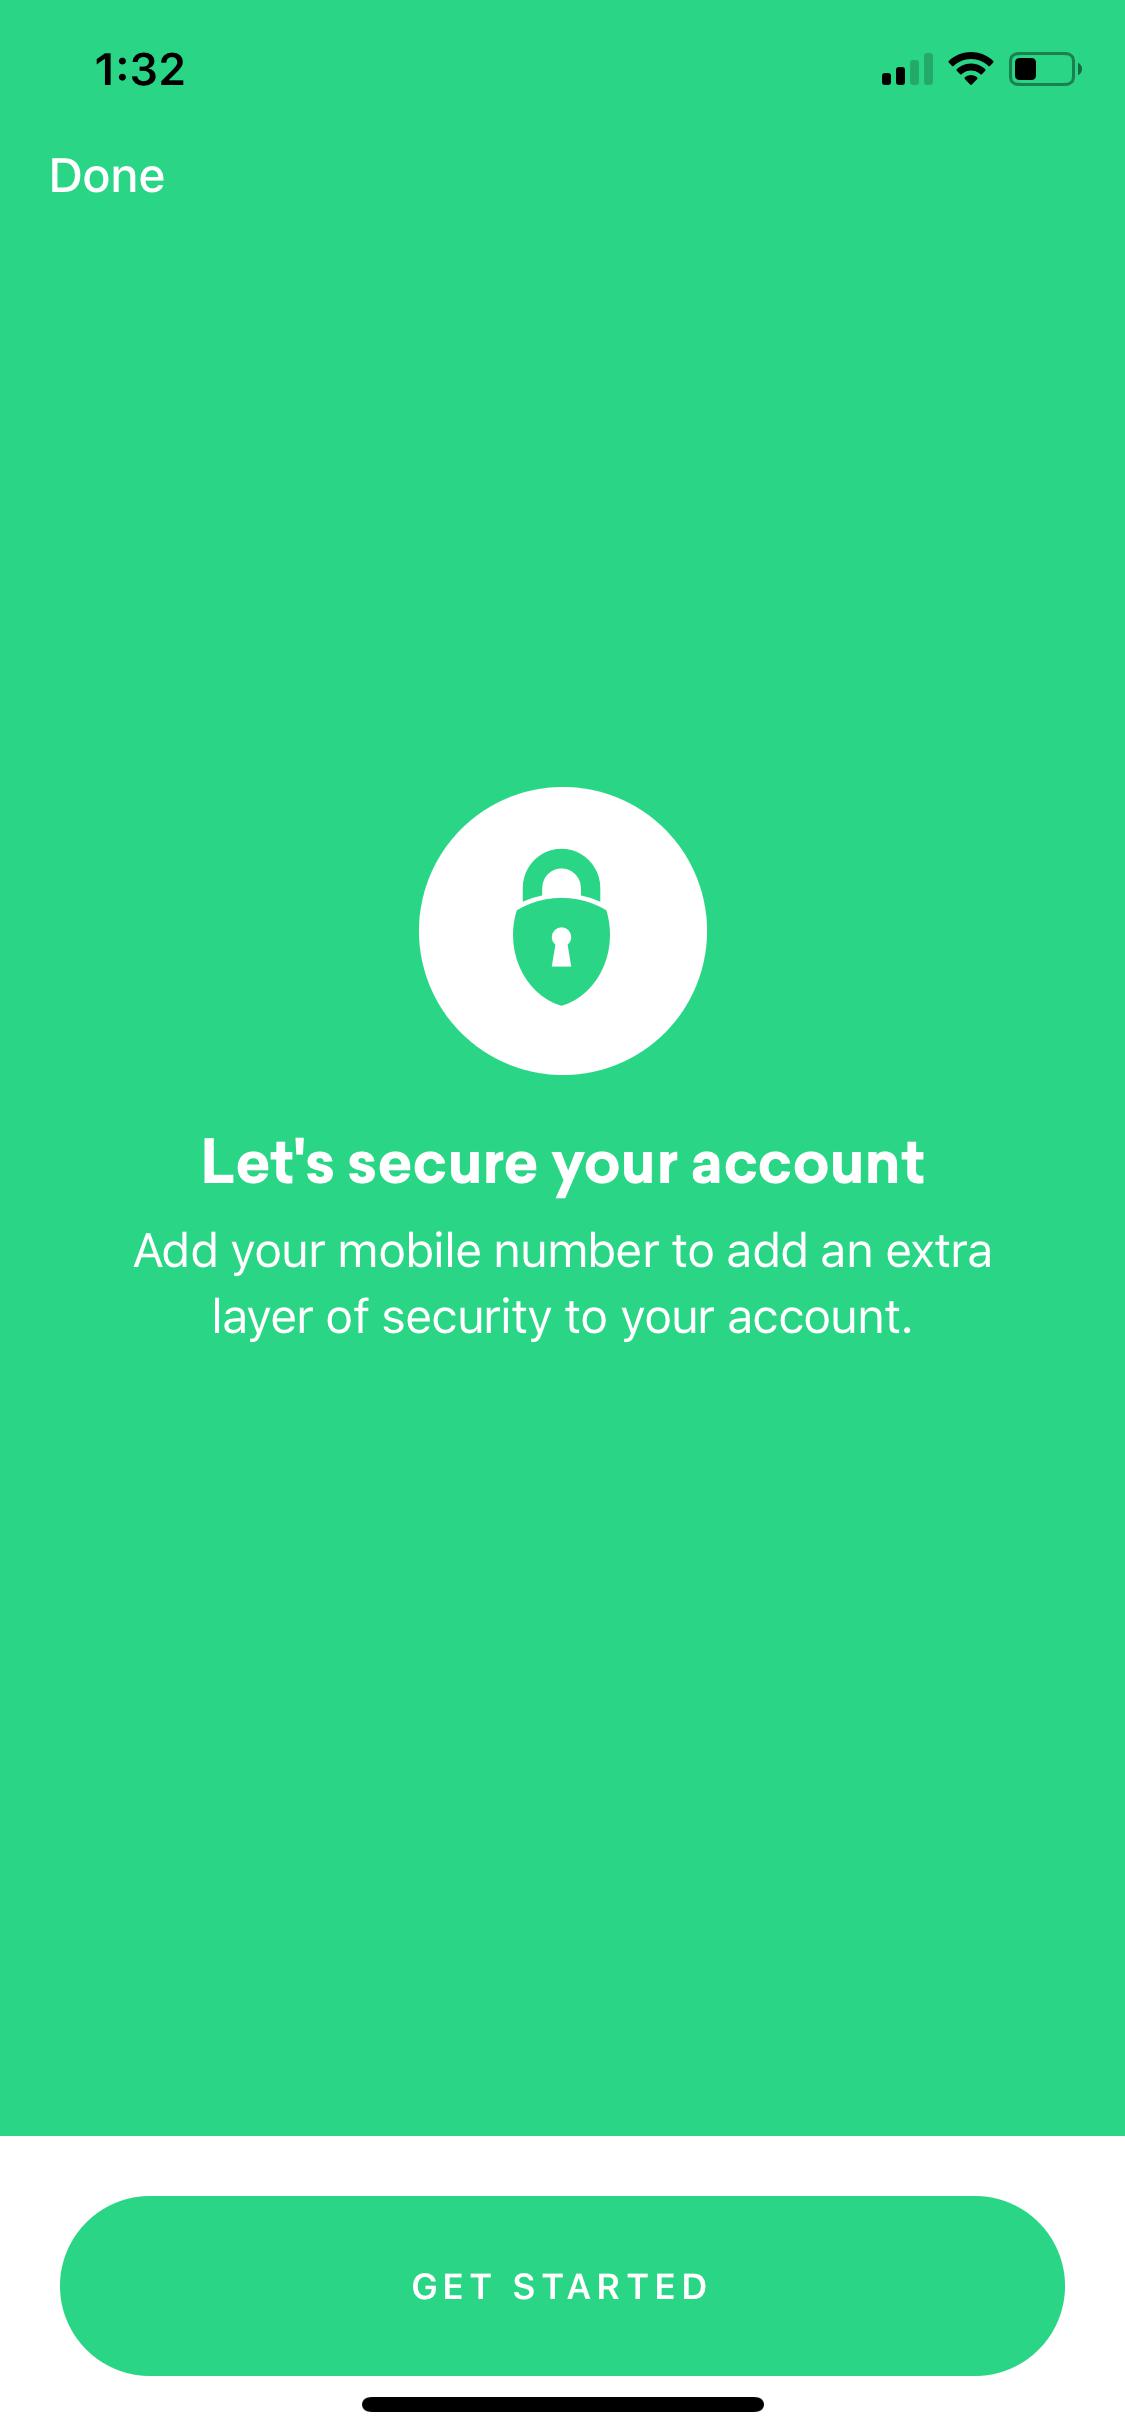 1:32
Done
Let's secure your account
Add your mobile number to add an extra
layer of security to your account.
GET STARTED